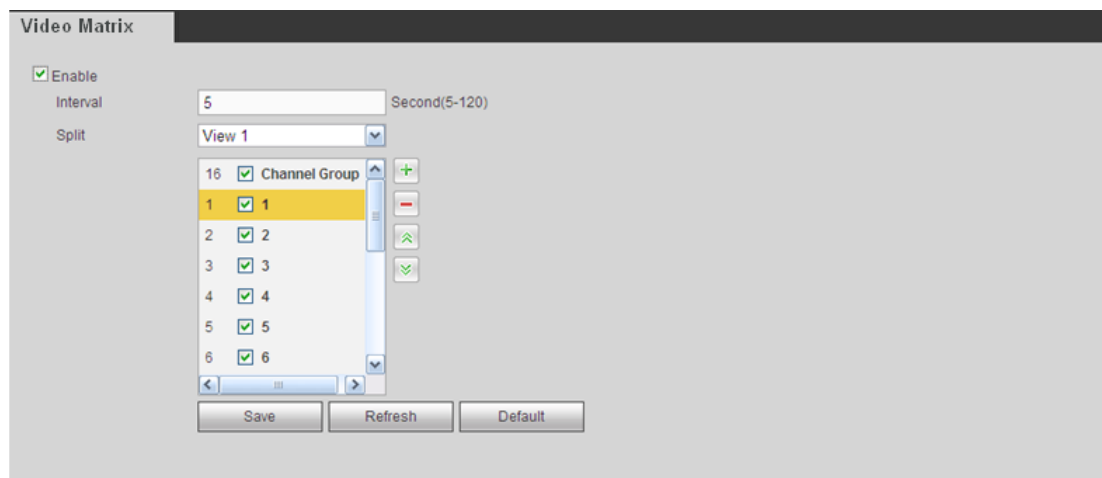 Video Matrix
Enable
Interval 5 Second(5-120)
Split View 1
16 Channel Group
1 1
2 2
3 3
4 4
5 5
6 6
Save Refresh Default